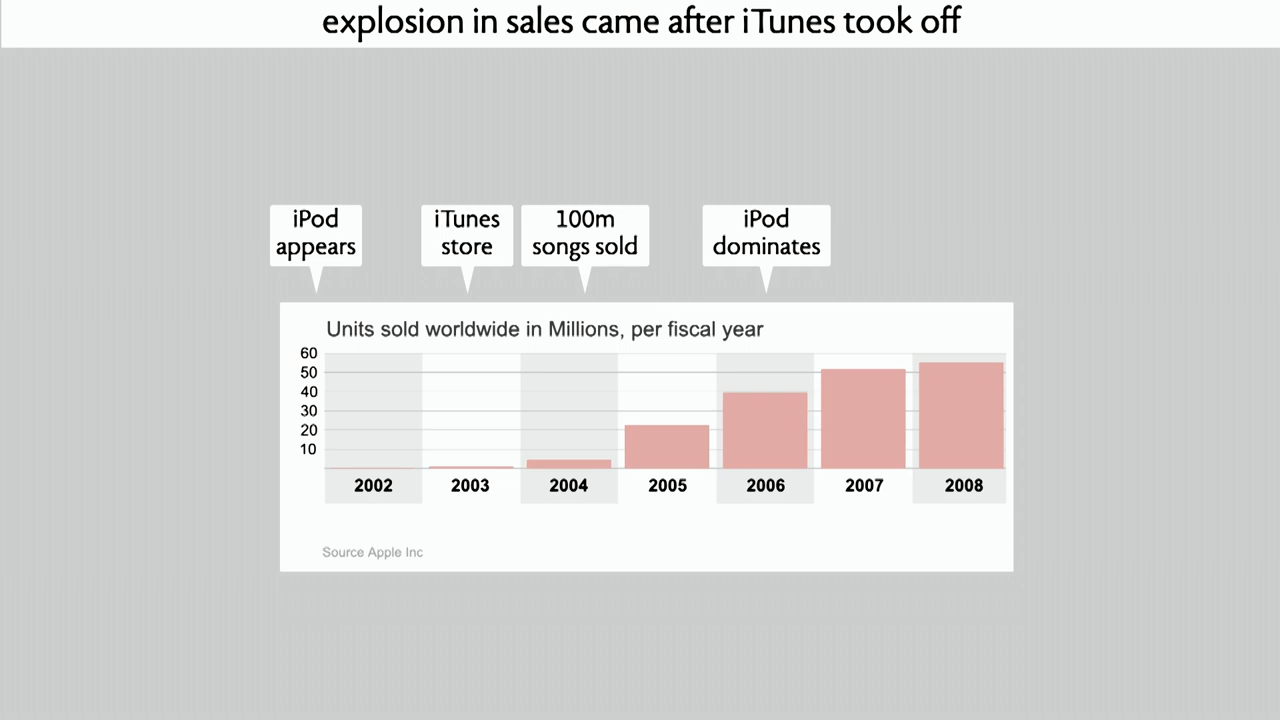 explosion in sales came after iTunes took off
iPod
appears
iTunes
store
100m
songs sold
iPod
dominates
Units sold worldwide in Millions, per fiscal year
60
50
40
30
20
10
2002 2003 2004 2005 2006 2007 2008
Source Apple Inc